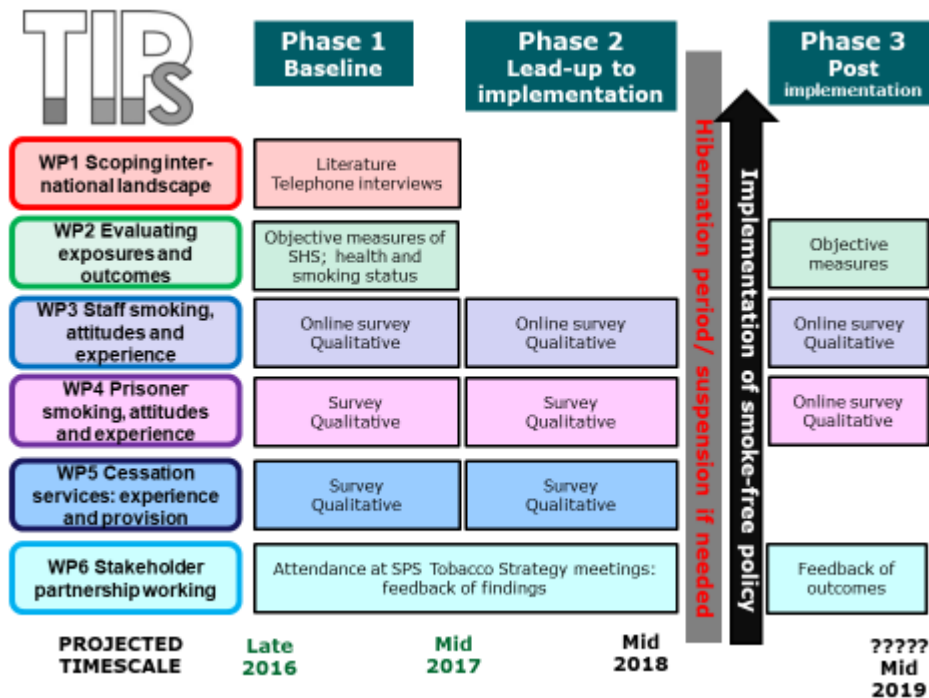 TIPs
Phase 1
Baseline
Phase 2
Lead-up to
implementation
Phase 3
Post
implementation
Hibernation period/ suspension if needed
Implementation of smoke-free policy
WP1 Scoping inter-
national landscape
Literature
Telephone interviews
WP2 Evaluating
exposures and
outcomes
Objective measures of
SHS; health and
smoking status
Objective
measures
WP3 Staff smoking,
attitudes and
experience
Online survey
Qualitative
Online survey
Qualitative
Online survey
Qualitative
WP4 Prisoner
smoking, attitudes
and experience
Survey
Qualitative
Survey
Qualitative
Online survey
Qualitative
WP5 Cessation
services: experience
and provision
Survey
Qualitative
Survey
Qualitative
WP6 Stakeholder
partnership working
Attendance at SPS Tobacco Strategy meetings:
feedback of findings
Feedback of
outcomes
PROJECTED
TIMESCALE
Late
2016
Mid
2017
Mid
2018
?????
Mid
2019